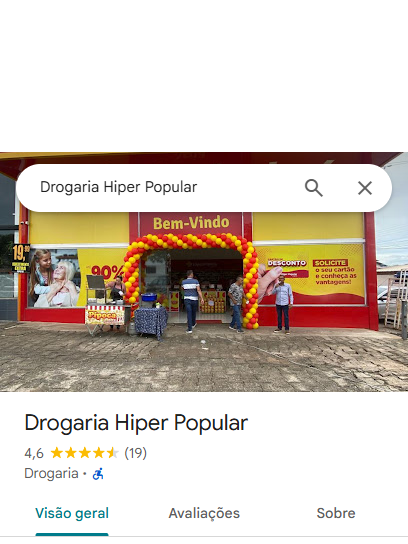 Drogaria Hiper Popular
Bem-Vindo
19
90%
DESCONTO
SOLICITE
o seu cartão
e conheça as
vantagens!
Pipoca
Drogaria Hiper Popular
4,6 (19)
Drogaria ·
Visão geral Avaliações Sobre